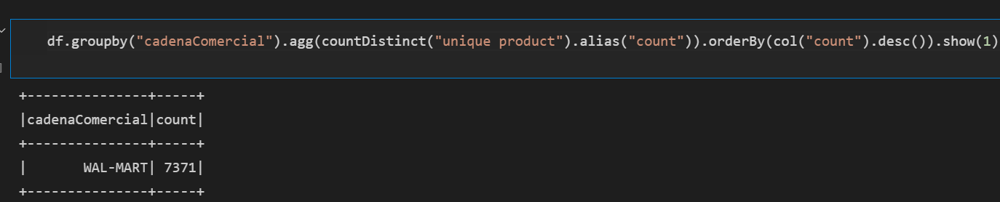 df.groupby("cadenaComercial").agg(countDistinct("unique product").alias("count")).orderBy(col("count").desc()).show(1)
+---------------+-----+
|cadenaComercial|count|
+---------------+-----+
|       WAL-MART| 7371|
+---------------+-----+